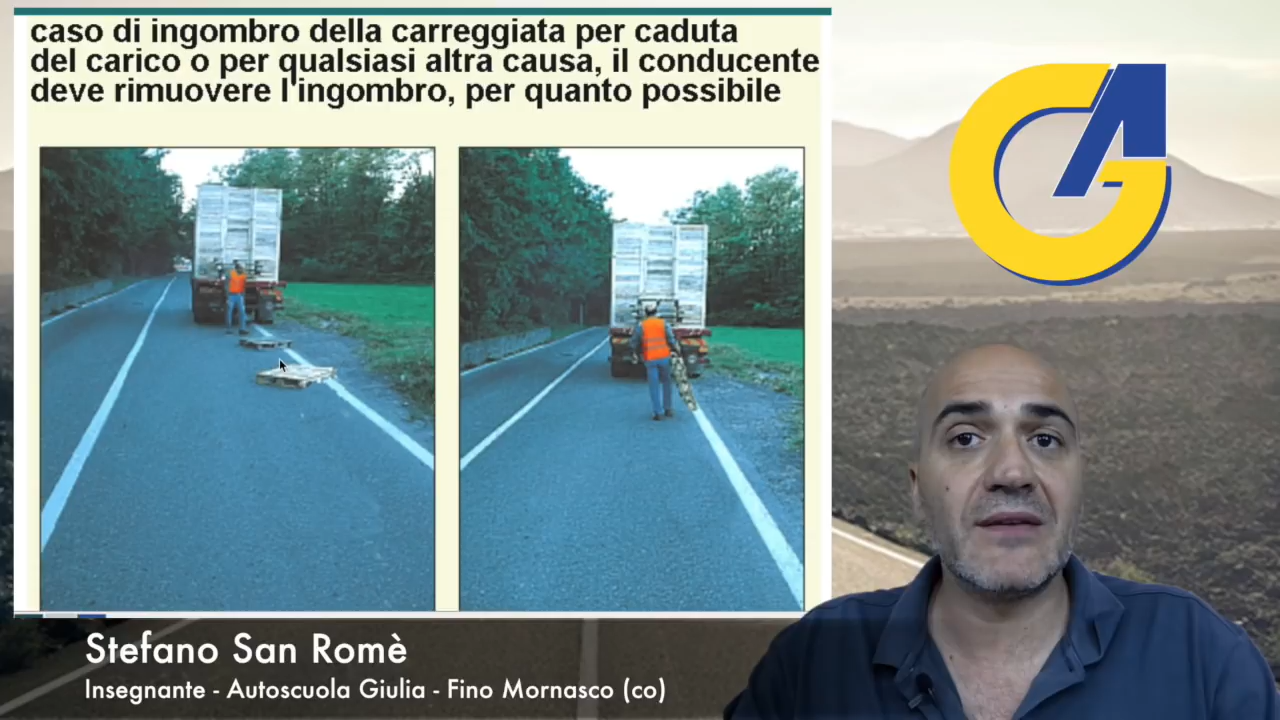 caso di ingombro della carreggiata per caduta
del carico o per qualsiasi altra causa, il conducente
deve rimuovere l'ingombro, per quanto possibile
GA
Stefano San Romè
Insegnante - Autoscuola Giulia - Fino Mornasco (co)